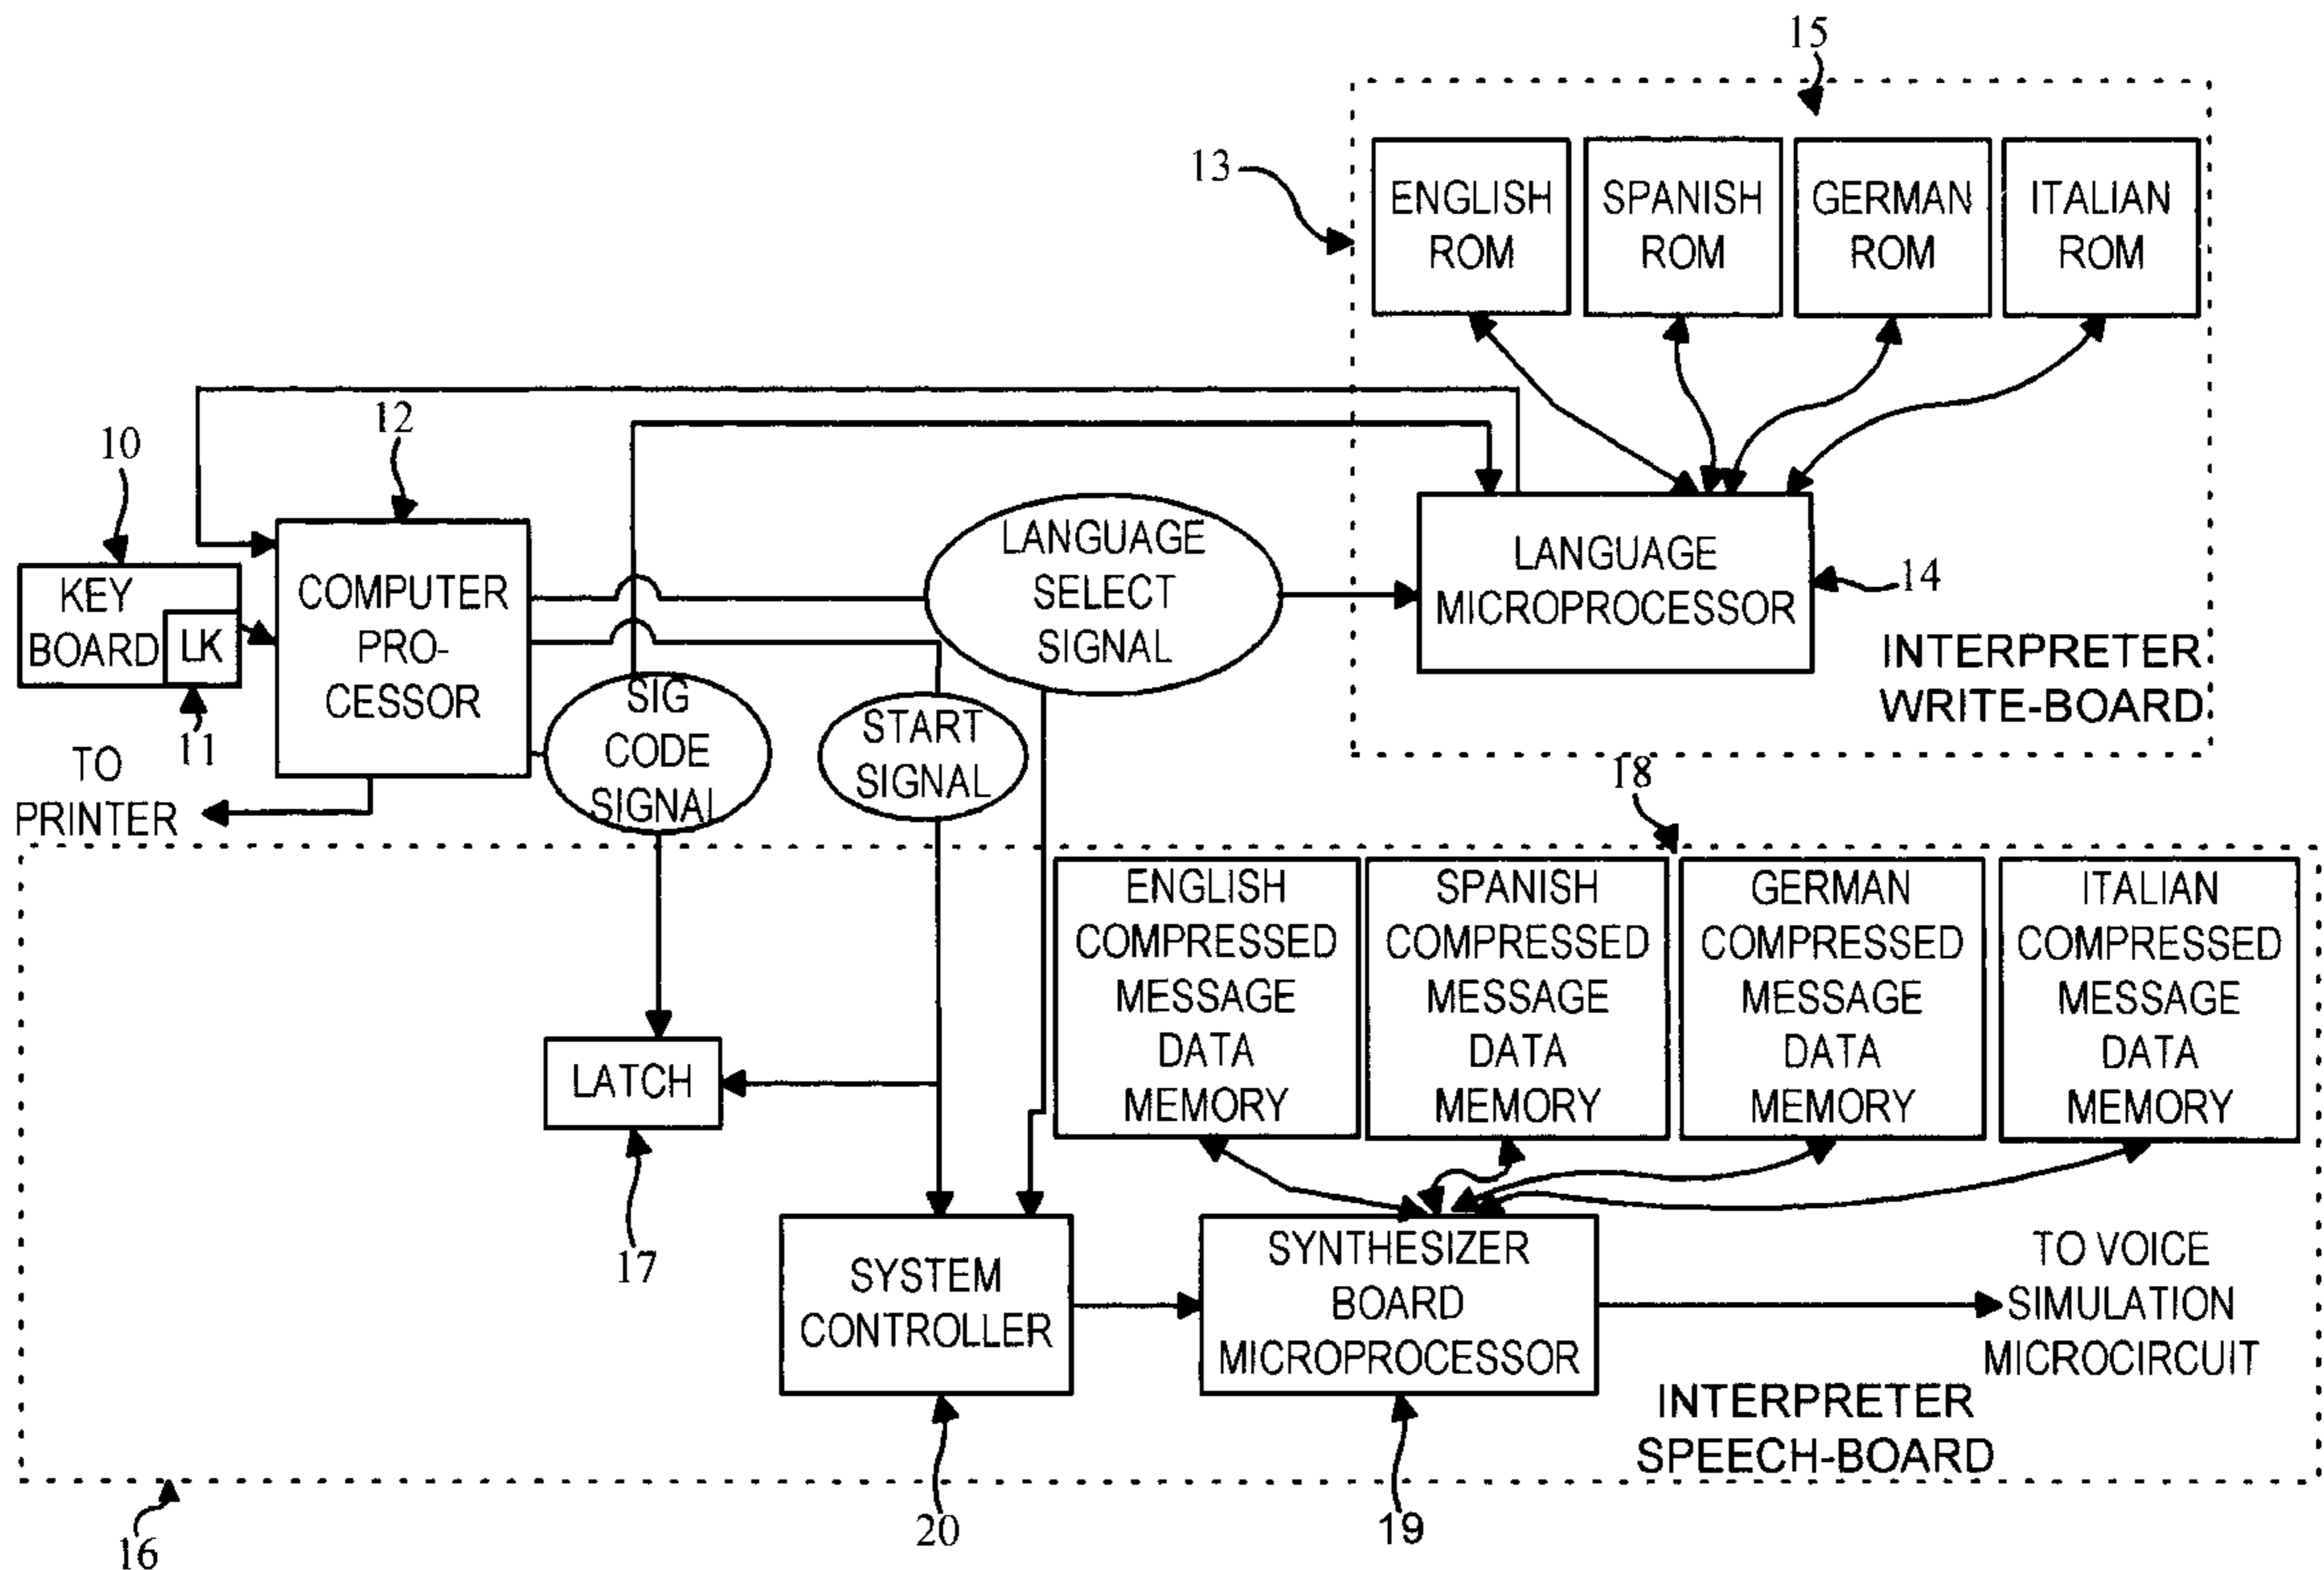 15
13
ENGLISH
ROM
SPANISH
ROM
GERMAN
ROM
ITALIAN
ROM
12
10
KEY
BOARD
LK
11
COMPUTER
PRO-
CESSOR
TO
PRINTER
LANGUAGE
SELECT
SIGNAL
SIG
CODE
SIGNAL
START
SIGNAL
LANGUAGE
MICROPROCESSOR
14
INTERPRETER
WRITE-BOARD
18
ENGLISH
COMPRESSED
MESSAGE
DATA
MEMORY
SPANISH
COMPRESSED
MESSAGE
DATA
MEMORY
GERMAN
COMPRESSED
MESSAGE
DATA
MEMORY
ITALIAN
COMPRESSED
MESSAGE
DATA
MEMORY
LATCH
17
SYSTEM
CONTROLLER
SYNTHESIZER
BOARD
MICROPROCESSOR
TO VOICE
SIMULATION
MICROCIRCUIT
INTERPRETER
SPEECH-BOARD
16
20
19